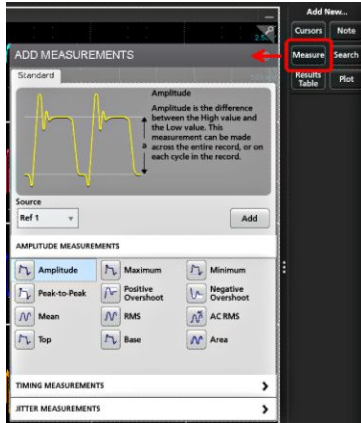 Add New...
Cursors
Note
Measure
Search
Results
Table
Plot
ADD MEASUREMENTS
Standard
Amplitude
Amplitude is the difference
between the High value and
the Low value. This
measurement can be made
across the entire record, or on
each cycle in the record.
a
Source
Ref 1
Add
AMPLITUDE MEASUREMENTS
Amplitude
Maximum
Minimum
Peak-to-Peak
Positive
Overshoot
Negative
Overshoot
Mean
RMS
AC RMS
Top
Base
Area
TIMING MEASUREMENTS
JITTER MEASUREMENTS